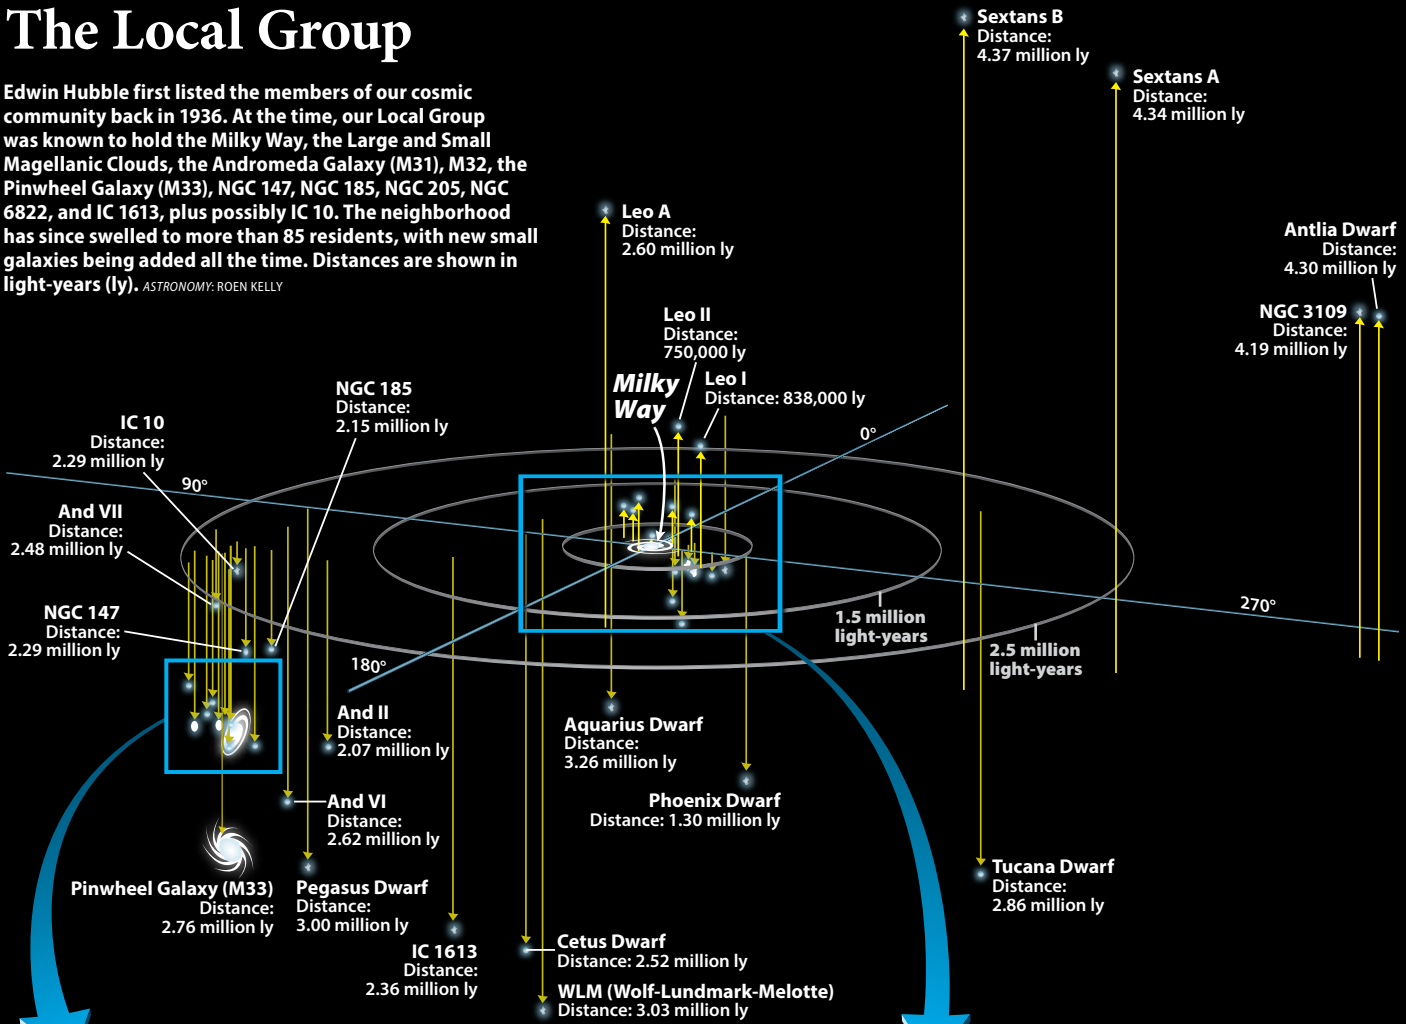 The Local Group
Edwin Hubble first listed the members of our cosmic
community back in 1936. At the time, our Local Group
was known to hold the Milky Way, the Large and Small
Magellanic Clouds, the Andromeda Galaxy (M31), M32, the
Pinwheel Galaxy (M33), NGC 147, NGC 185, NGC 205, NGC
6822, and IC 1613, plus possibly IC 10. The neighborhood
has since swelled to more than 85 residents, with new small
galaxies being added all the time. Distances are shown in
light-years (ly). ASTRONOMY: ROEN KELLY
Sextans B
Distance:
4.37 million ly
Sextans A
Distance:
4.34 million ly
Leo A
Distance:
2.60 million ly
Antlia Dwarf
Distance:
4.30 million ly
NGC 3109
Distance:
4.19 million ly
Leo II
Distance:
750,000 ly
Milky
Way
Leo I
Distance: 838,000 ly
NGC 185
Distance:
2.15 million ly
IC 10
Distance:
2.29 million ly
0°
90°
And VII
Distance:
2.48 million ly
NGC 147
Distance:
2.29 million ly
270°
1.5 million
light-years
2.5 million
light-years
180°
And II
Distance:
2.07 million ly
Aquarius Dwarf
Distance:
3.26 million ly
Phoenix Dwarf
Distance: 1.30 million ly
And VI
Distance:
2.62 million ly
Tucana Dwarf
Distance:
2.86 million ly
Pinwheel Galaxy (M33)
Distance:
2.76 million ly
Pegasus Dwarf
Distance:
3.00 million ly
IC 1613
Distance:
2.36 million ly
Cetus Dwarf
Distance: 2.52 million ly
WLM (Wolf-Lundmark-Melotte)
Distance: 3.03 million ly